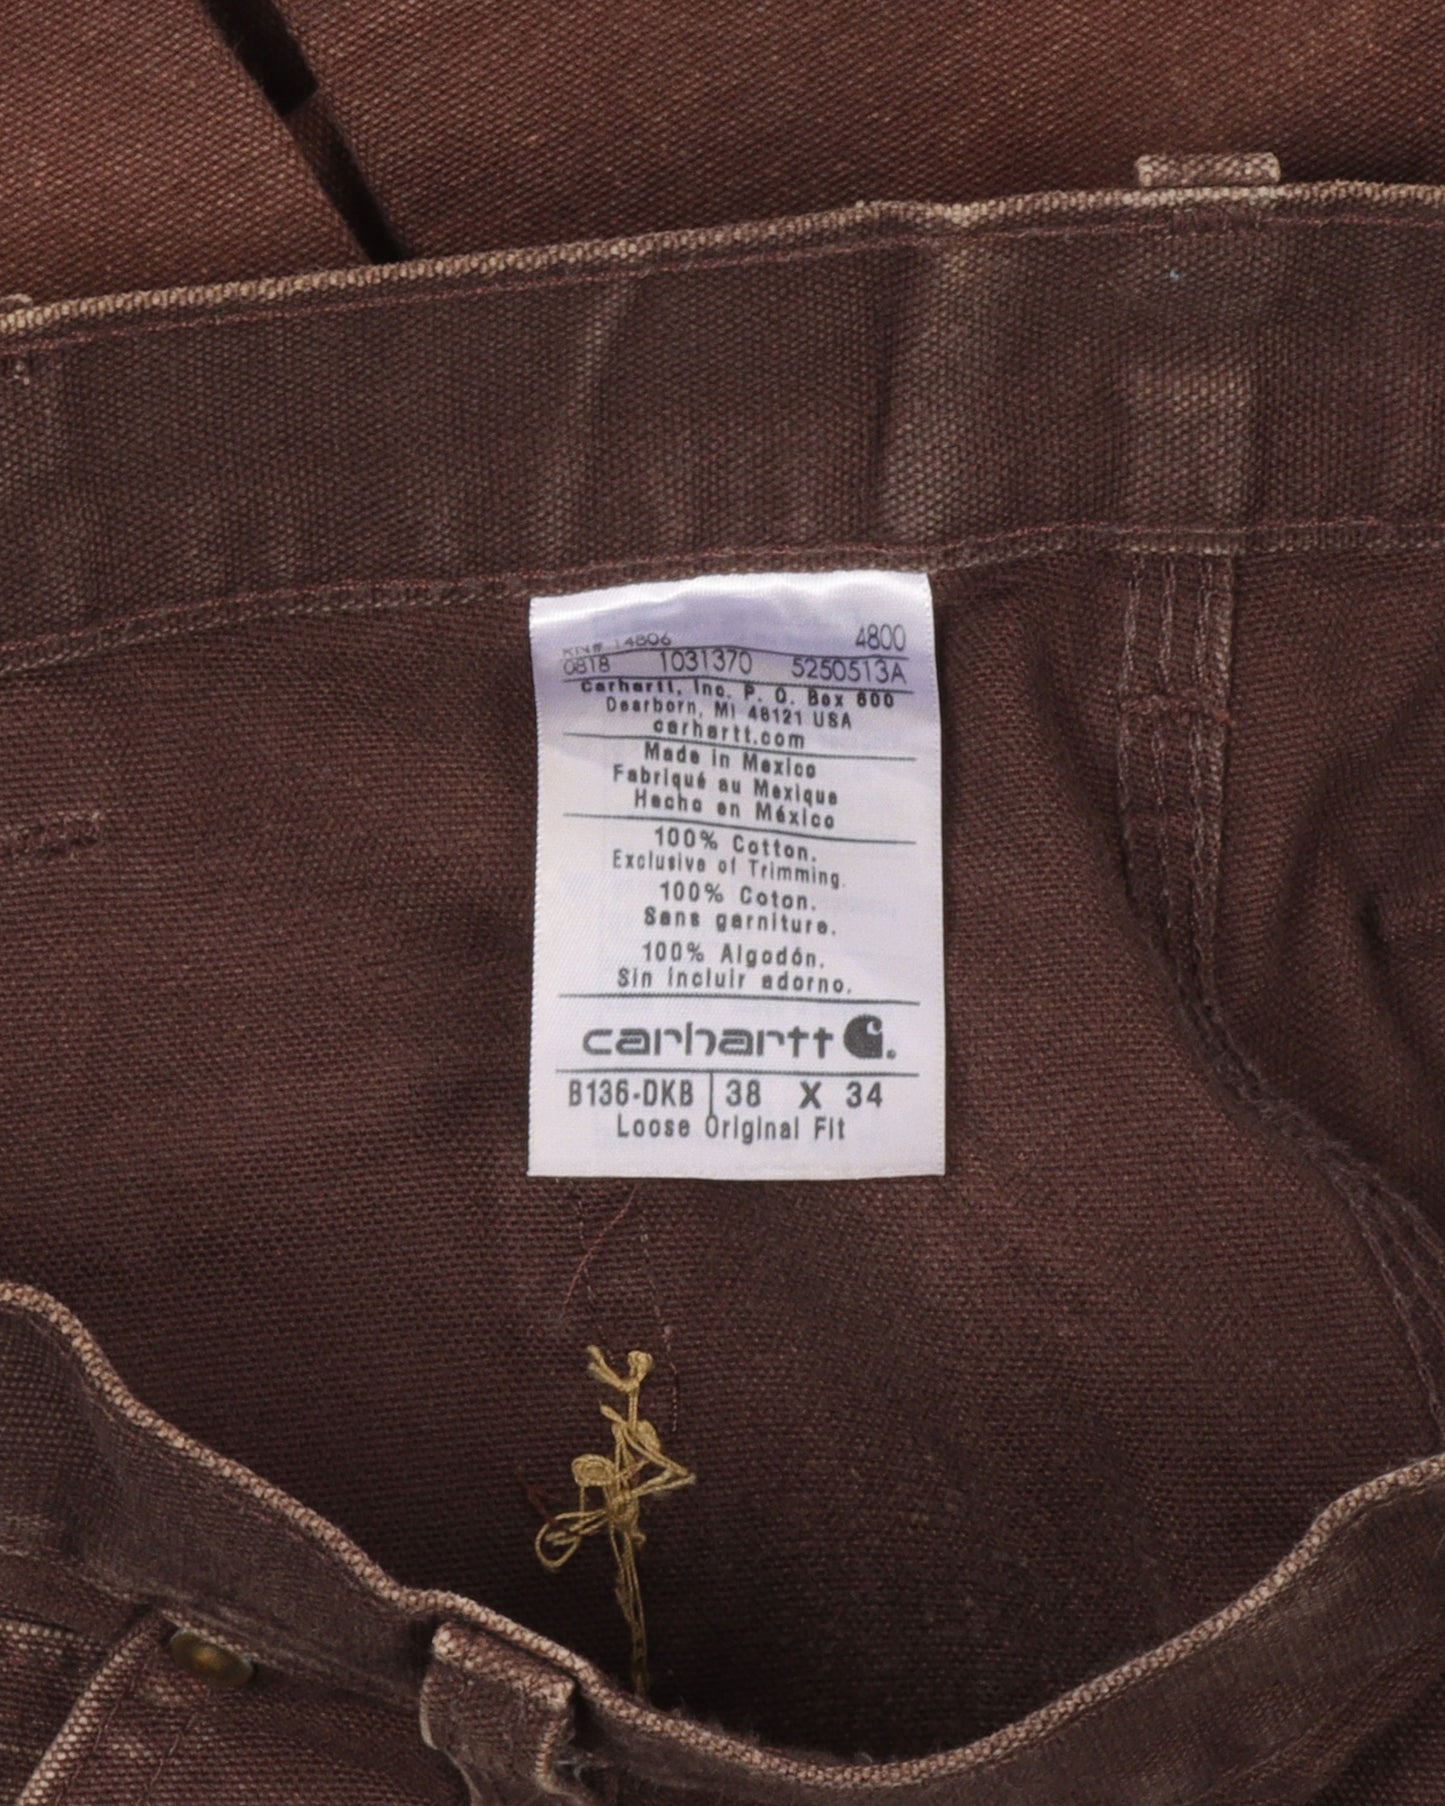 RN# 14806 4800
0818 1031370 5250513A
Carhartt, Inc. P. O. Box 600
Dearborn, MI 48121 USA
carhartt.com
Made in Mexico
Fabriqué au Mexique
Hecho en México
100% Cotton.
Exclusive of Trimming.
100% Coton.
Sans garniture.
100% Algodón.
Sin incluir adorno.
carhartt
B136-DKB 38 X 34
Loose Original Fit